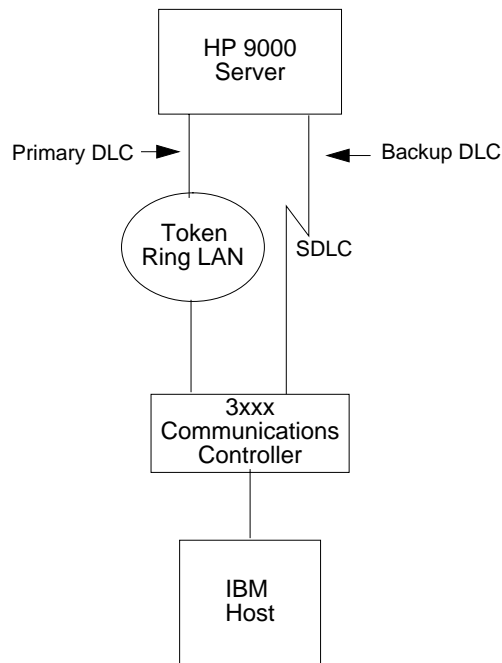 HP 9000
Server
Primary DLC
Backup DLC
Token
Ring LAN
SDLC
3xxx
Communications
Controller
IBM
Host